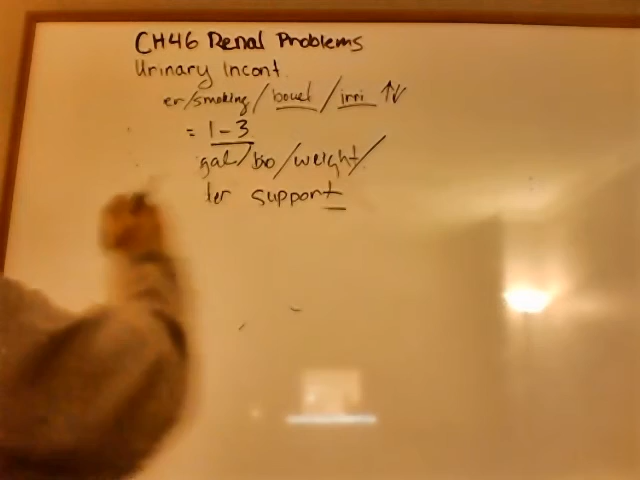 CH46 Renal Problems
Urinary Incont.
er/smoking/bowel/irri ↑↓
= 1-3
gal/bio/weight/
ter support